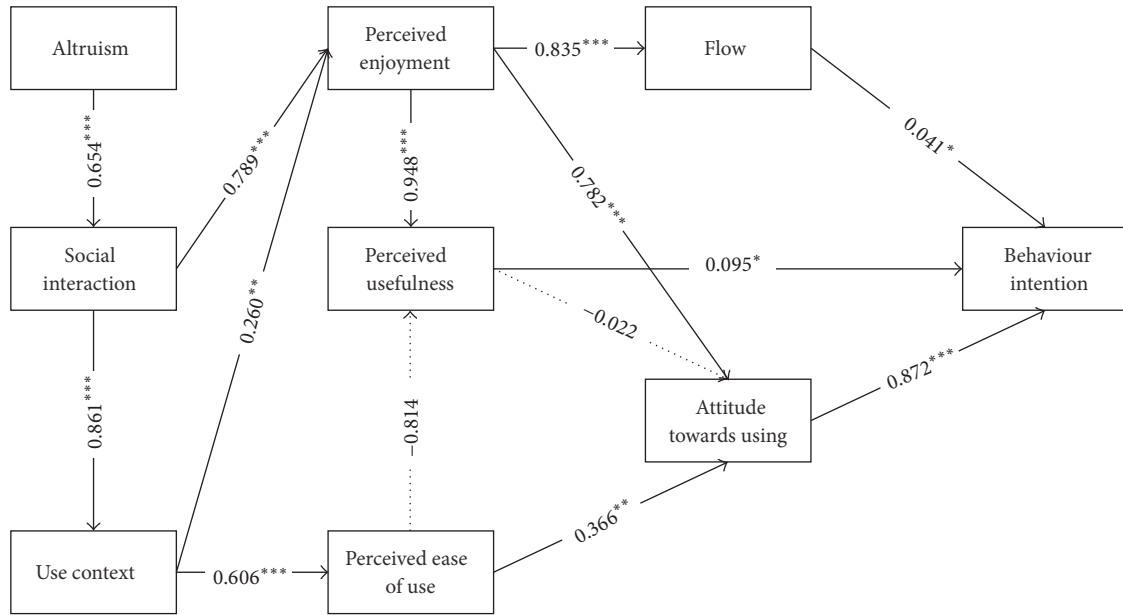 Altruism
Perceived
enjoyment
0.835***
Flow
0.654***
0.789***
0.948***
0.782***
0.041*
Social
interaction
Perceived
usefulness
0.095*
Behaviour
intention
0.260**
−0.022
0.861***
−0.814
Attitude
towards using
0.872***
0.366**
Use context
0.606***
Perceived ease
of use